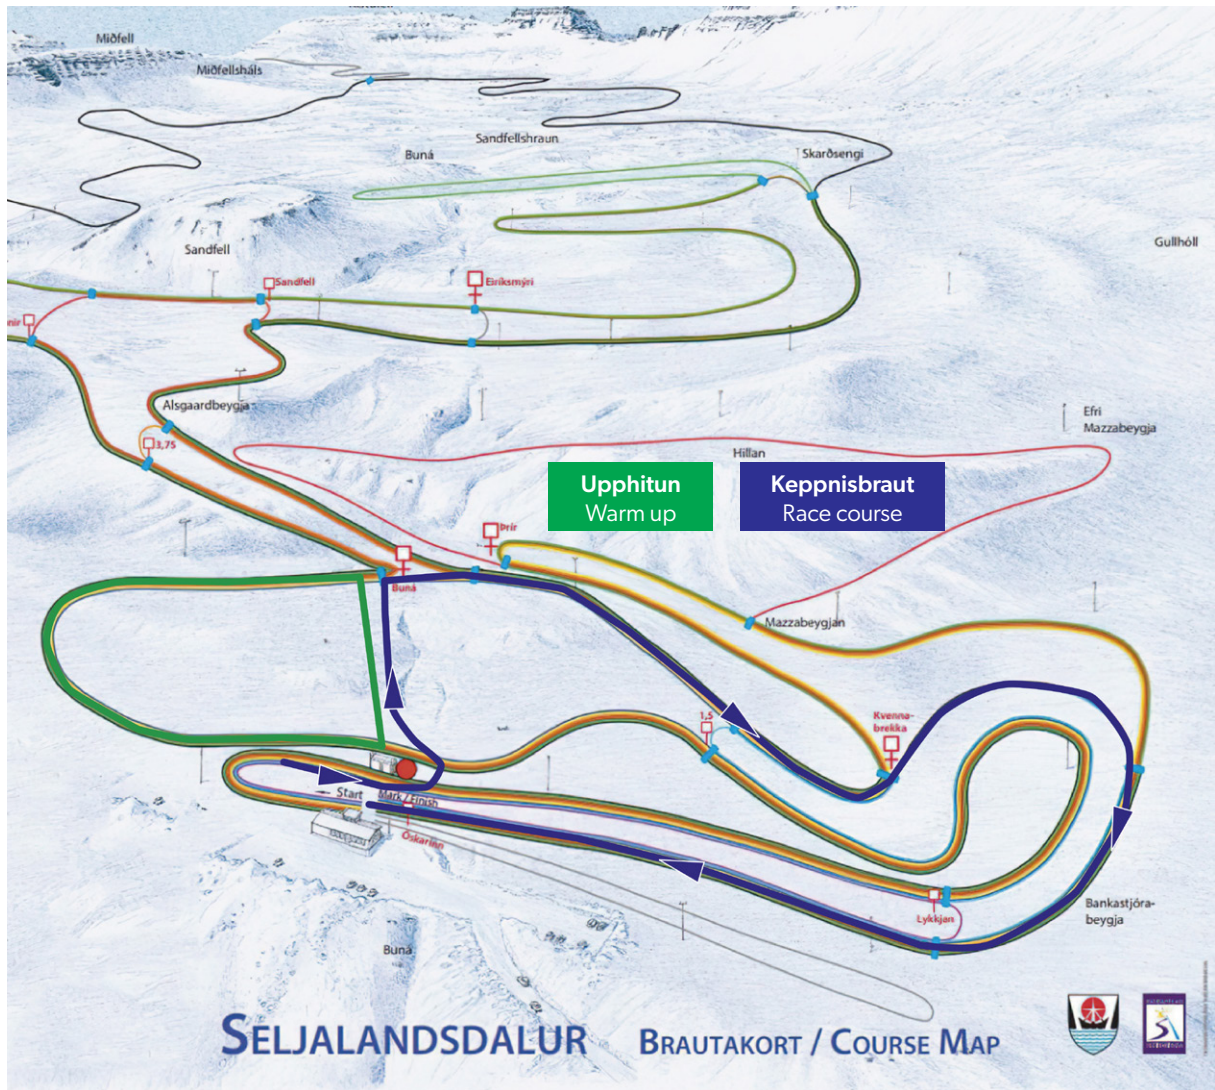 Miðfell
Miðfellsháls
Sandfellshraun
Buná
Skarðsengi
Gullhóll
Sandfell
Sandfell
Eiríksmýri
Alsgaardbeygja
3,75
Efri
Mazzabeygja
Hillan
Upphitun
Warm up
Keppnisbraut
Race course
Þrír
Buná
Mazzabeygjan
1,5
Kvenna-
brekka
Start
Mark / Finish
Óskarinn
Lykkjan
Bankastjóra-
beygja
Buná
SELJALANDSDALUR
BRAUTAKORT / COURSE MAP